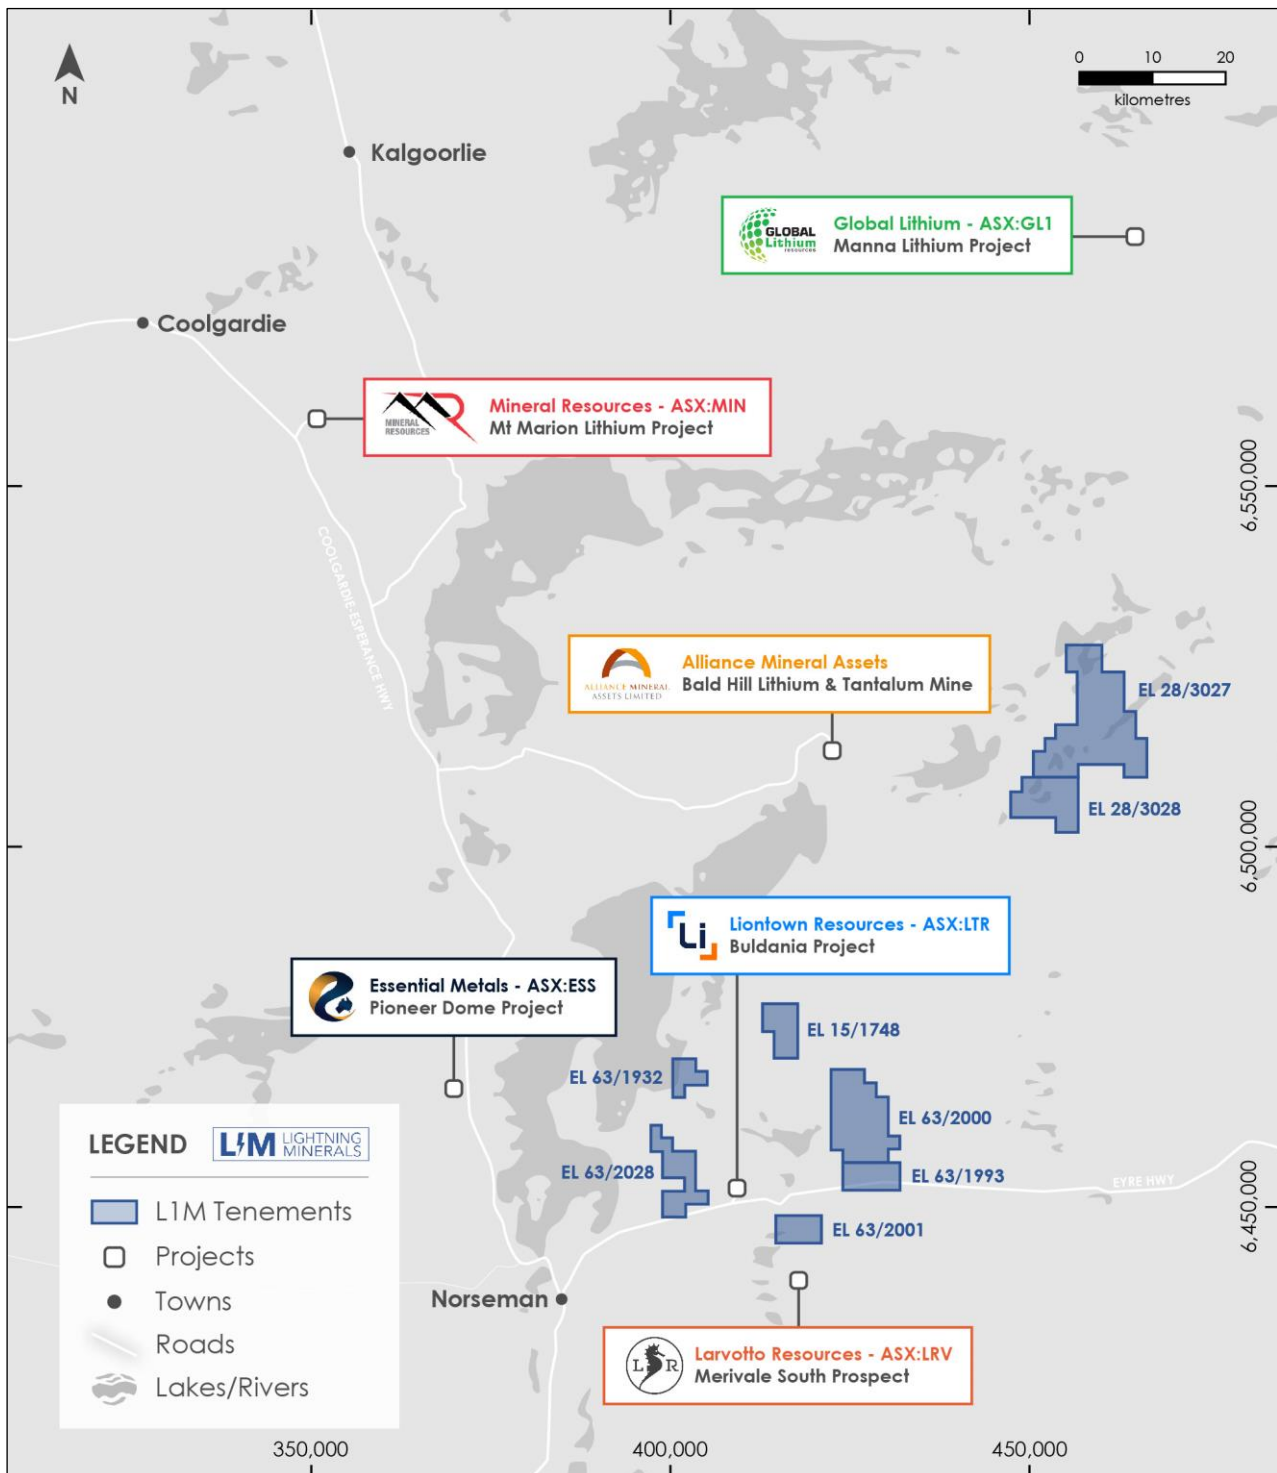 N
0 10 20
kilometres
Kalgoorlie
GLOBAL
Lithium
resources
Global Lithium - ASX:GL1
Manna Lithium Project
Coolgardie
MINERAL
RESOURCES
Mineral Resources - ASX:MIN
Mt Marion Lithium Project
6,550,000
COOLGARDIE-ESPERANCE HWY
ALLIANCE MINERAL
ASSETS LIMITED
Alliance Mineral Assets
Bald Hill Lithium & Tantalum Mine
EL 28/3027
EL 28/3028
6,500,000
Li
Liontown Resources - ASX:LTR
Buldania Project
Essential Metals - ASX:ESS
Pioneer Dome Project
EL 15/1748
EL 63/1932
EL 63/2000
EL 63/2028
EL 63/1993
EYRE HWY
6,450,000
EL 63/2001
Norseman
L R
Larvotto Resources - ASX:LRV
Merivale South Prospect
LEGEND
L1M LIGHTNING
MINERALS
L1M Tenements
Projects
Towns
Roads
Lakes/Rivers
350,000 400,000 450,000